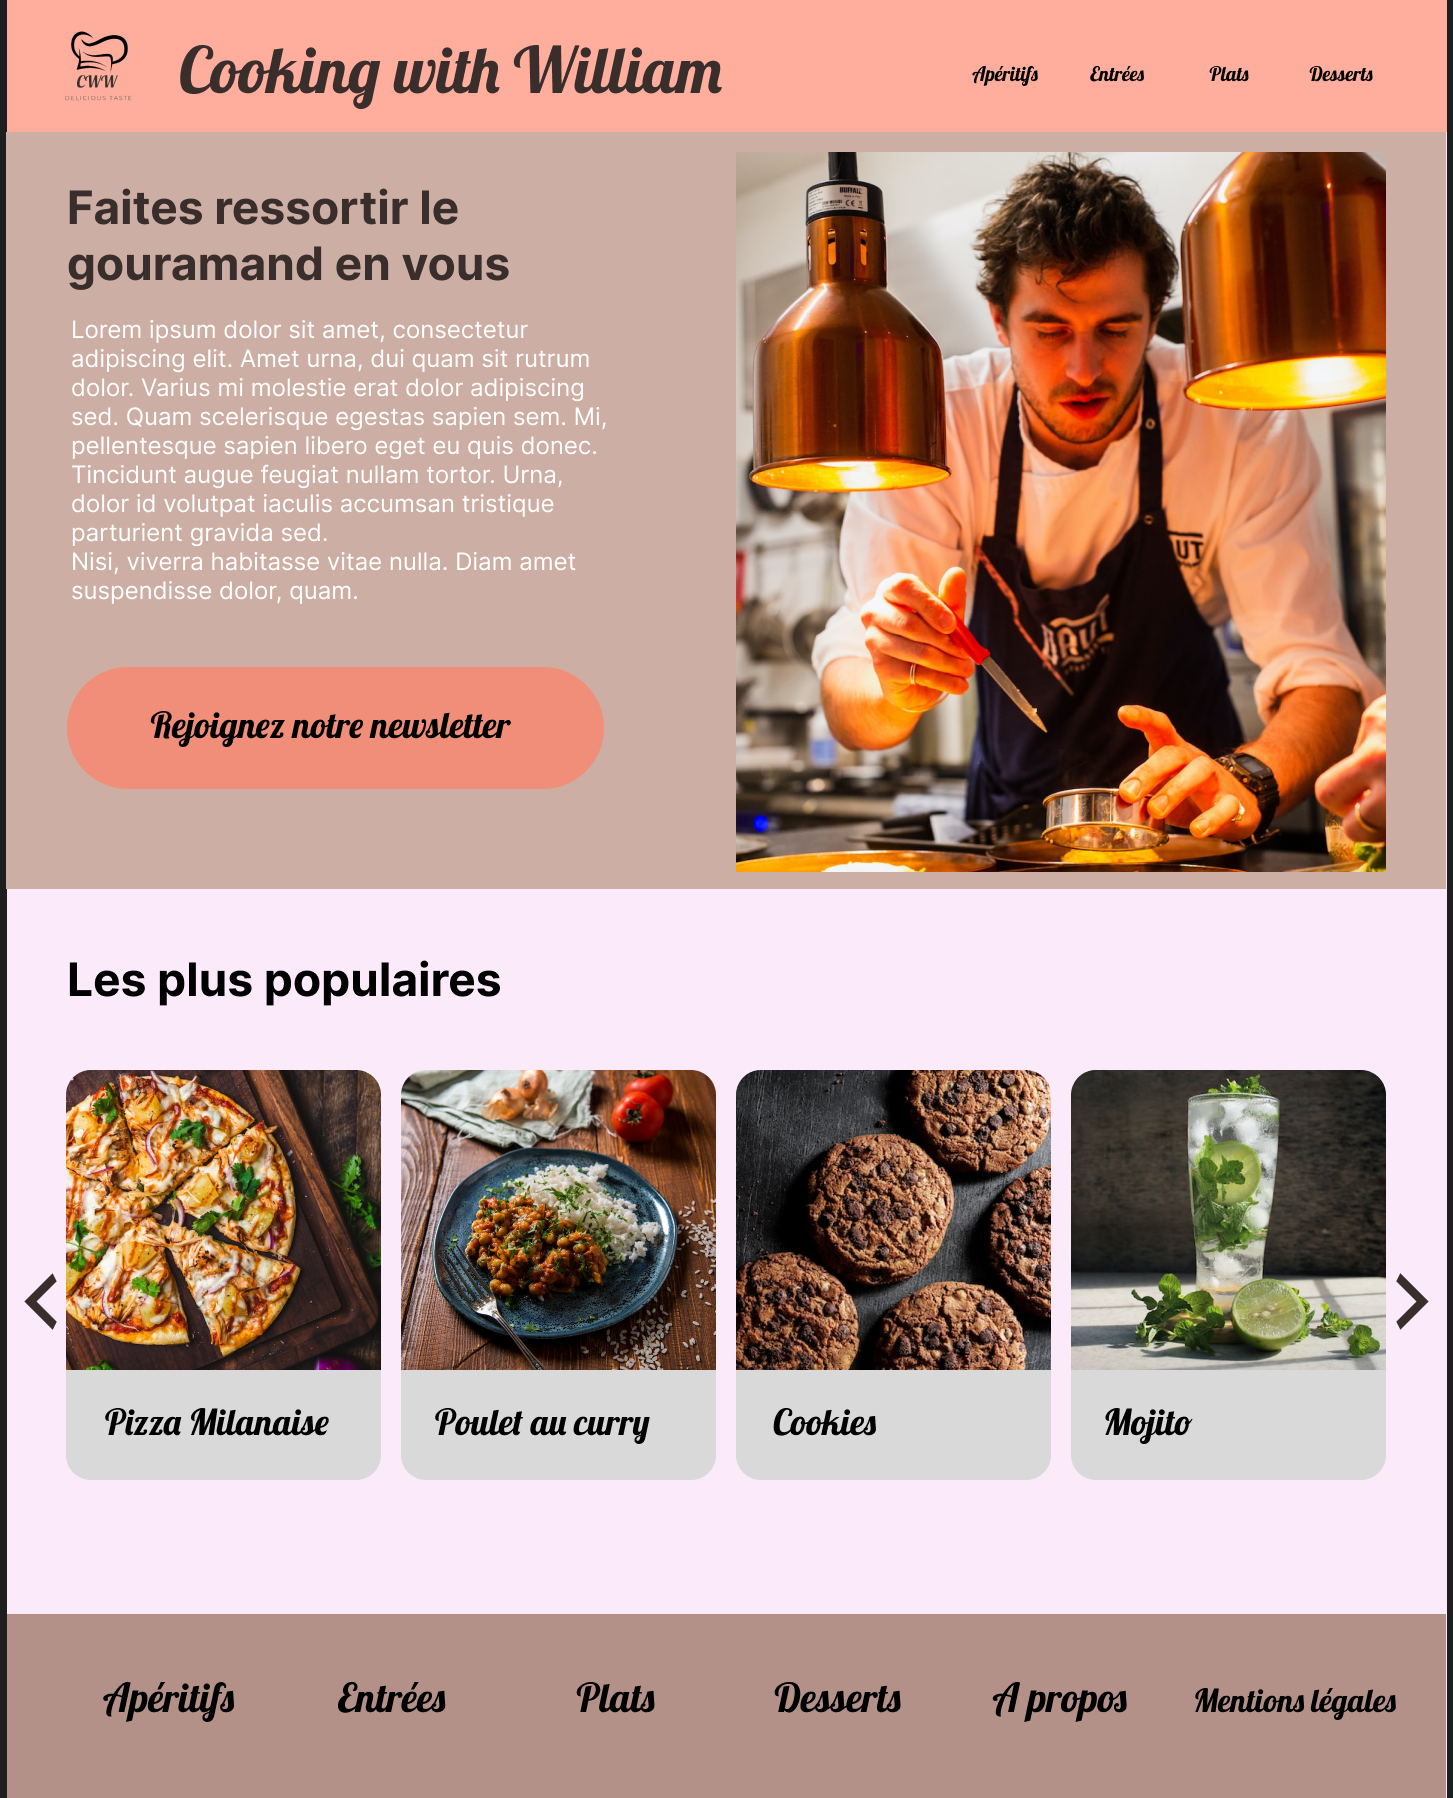 CWW
DELICIOUS TASTE
Cooking with William
Apéritifs
Entrées
Plats
Desserts
Faites ressortir le
gouramand en vous
Lorem ipsum dolor sit amet, consectetur
adipiscing elit. Amet urna, dui quam sit rutrum
dolor. Varius mi molestie erat dolor adipiscing
sed. Quam scelerisque egestas sapien sem. Mi,
pellentesque sapien libero eget eu quis donec.
Tincidunt augue feugiat nullam tortor. Urna,
dolor id volutpat iaculis accumsan tristique
parturient gravida sed.
Nisi, viverra habitasse vitae nulla. Diam amet
suspendisse dolor, quam.
Rejoignez notre newsletter
BUFFALO
CE
Les plus populaires
Pizza Milanaise
Poulet au curry
Cookies
Mojito
Apéritifs
Entrées
Plats
Desserts
A propos
Mentions légales